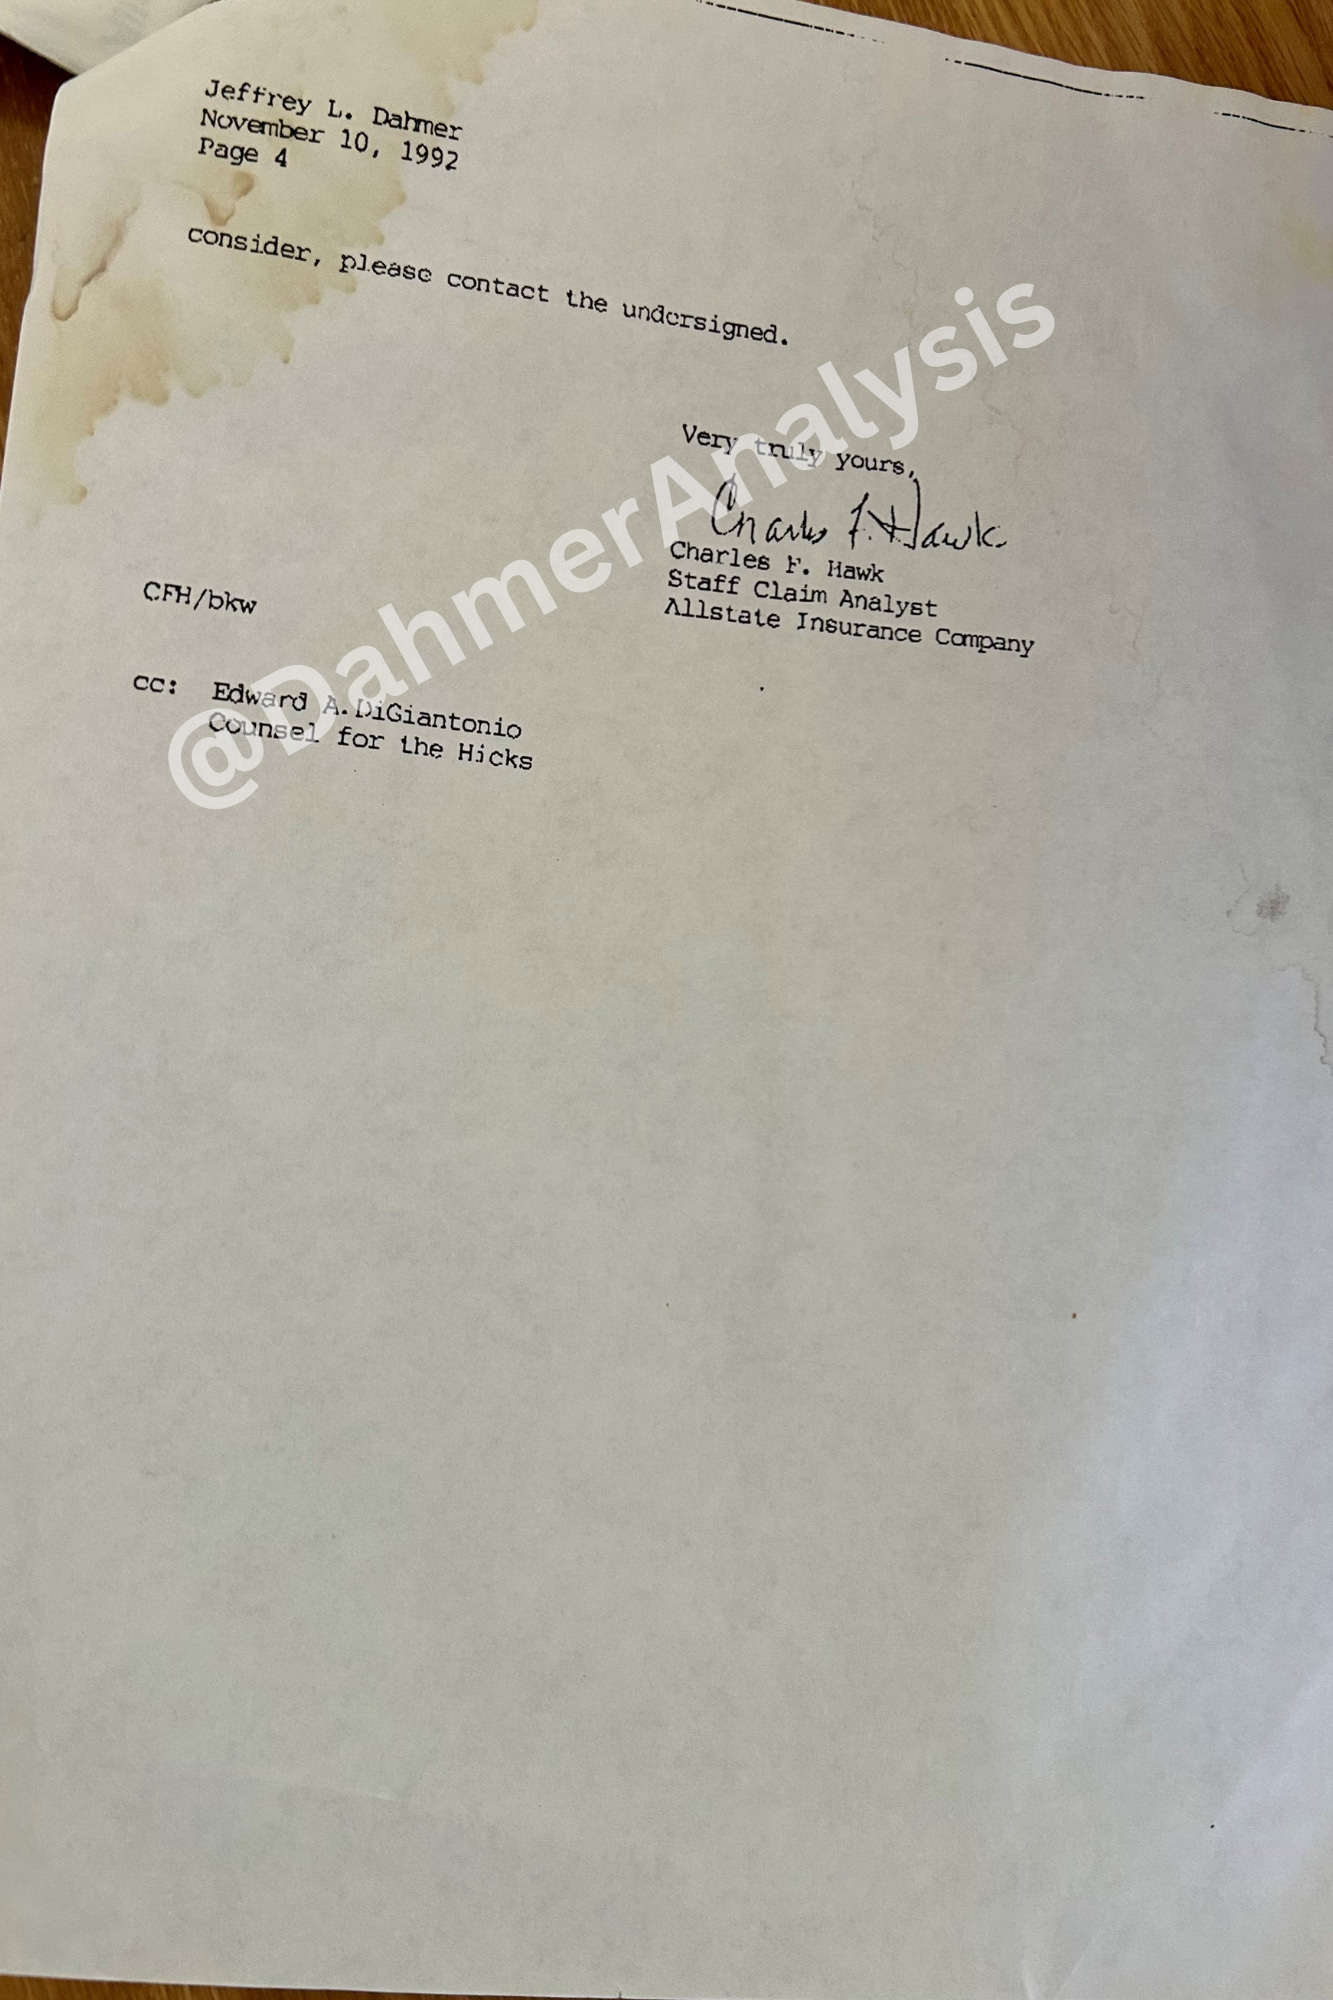 Jeffrey L. Dahmer
November 10, 1992
Page 4
consider, please contact the undersigned.
Very truly yours,
Charles F. Hawk
Charles F. Hawk
Staff Claim Analyst
Allstate Insurance Company
CFH/bkw
cc: Edward A. DiGiantonio
Counsel for the Hicks
@DahmerAnalysis